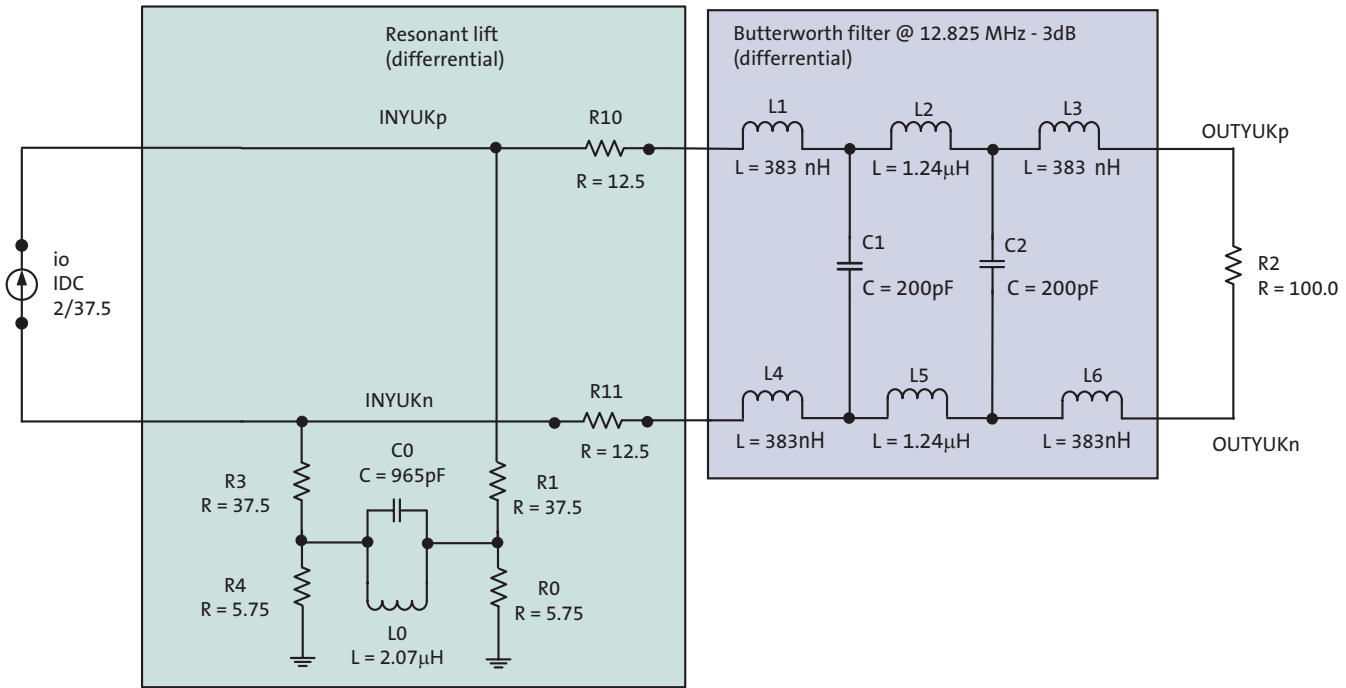 Resonant lift
(differrential)
Butterworth filter @ 12.825 MHz - 3dB
(differential)
INYUKp
R10
R = 12.5
L1
L = 383 nH
L2
L = 1.24µH
L3
L = 383 nH
OUTYUKp
io
IDC
2/37.5
C1
C = 200pF
C2
C = 200pF
R2
R = 100.0
INYUKn
R11
R = 12.5
L4
L = 383nH
L5
L = 1.24µH
L6
L = 383nH
OUTYUKn
C0
C = 965pF
R3
R = 37.5
R1
R = 37.5
R4
R = 5.75
R0
R = 5.75
L0
L = 2.07µH